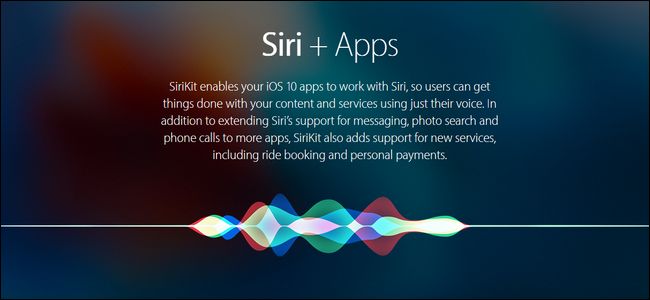 Siri + Apps
SiriKit enables your iOS 10 apps to work with Siri, so users can get
things done with your content and services using just their voice. In
addition to extending Siri's support for messaging, photo search and
phone calls to more apps, SiriKit also adds support for new services,
including ride booking and personal payments.